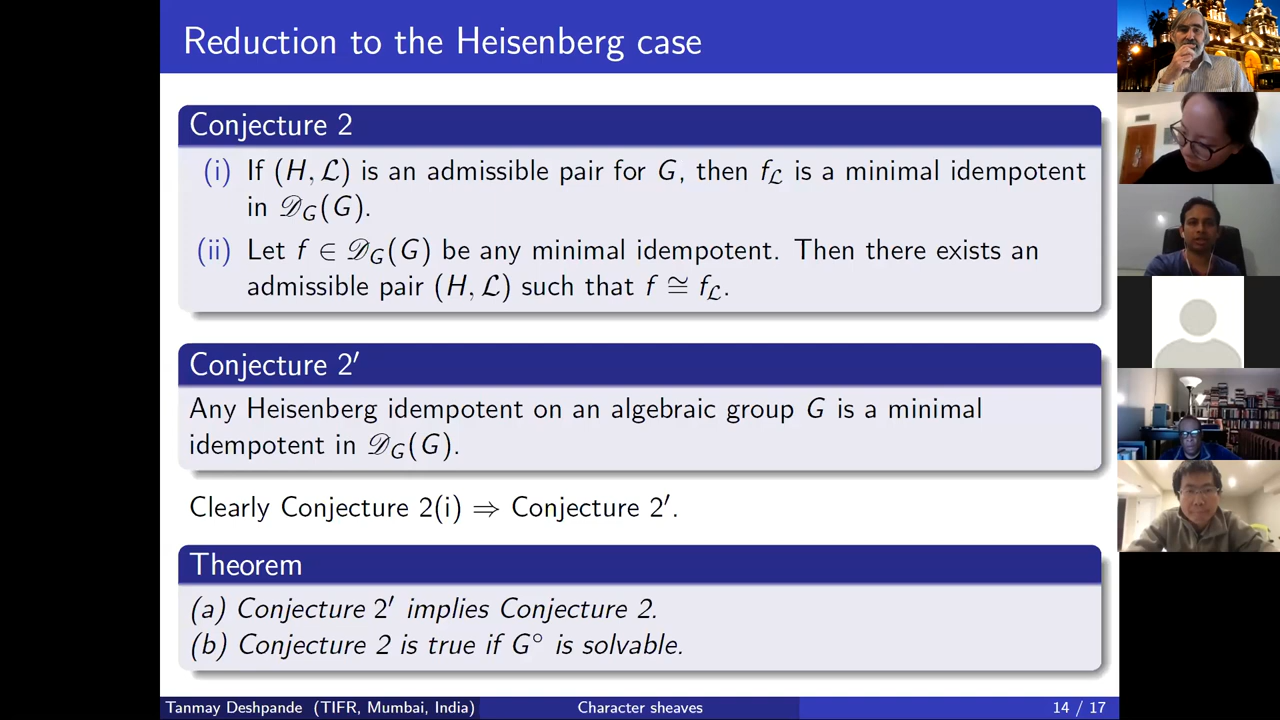 Reduction to the Heisenberg case
Conjecture 2
(i) If (H, ℒ) is an admissible pair for G, then f_ℒ is a minimal idempotent
in 𝒟_G(G).
(ii) Let f ∈ 𝒟_G(G) be any minimal idempotent. Then there exists an
admissible pair (H, ℒ) such that f ≅ f_ℒ.
Conjecture 2′
Any Heisenberg idempotent on an algebraic group G is a minimal
idempotent in 𝒟_G(G).
Clearly Conjecture 2(i) ⇒ Conjecture 2′.
Theorem
(a) Conjecture 2′ implies Conjecture 2.
(b) Conjecture 2 is true if G° is solvable.
Tanmay Deshpande (TIFR, Mumbai, India) Character sheaves 14 / 17